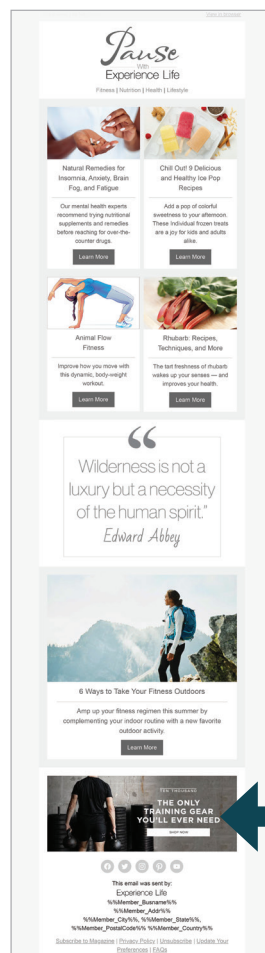 View in Browser
Pause
With
Experience Life
Fitness | Nutrition | Health | Lifestyle
Natural Remedies for
Insomnia, Anxiety, Brain
Fog, and Fatigue
Our mental health experts
recommend trying nutritional
supplements and remedies
before reaching for over-the-
counter drugs.
Learn More
Chill Out! 9 Delicious
and Healthy Ice Pop
Recipes
Add a pop of colorful
sweetness to your afternoon.
These individual frozen treats
are a joy for kids and adults
alike.
Learn More
Animal Flow
Fitness
Improve how you move with
this dynamic, body-weight
workout.
Learn More
Rhubarb: Recipes,
Techniques, and More
The tart freshness of rhubarb
wakes up your senses — and
improves your health.
Learn More
“
Wilderness is not a
luxury but a necessity
of the human spirit.”
Edward Abbey
6 Ways to Take Your Fitness Outdoors
Amp up your fitness regimen this summer by
complementing your indoor routine with a new favorite
outdoor activity.
Learn More
TEN THOUSAND
THE ONLY
TRAINING GEAR
YOU'LL EVER NEED
SHOP NOW
This email was sent by:
Experience Life
%%Member_Busname%%
%%Member_Addr%%
%%Member_City%%, %%Member_State%%,
%%Member_PostalCode%% %%Member_Country%%
Subscribe to Magazine | Privacy Policy | Unsubscribe | Update Your
Preferences | FAQs